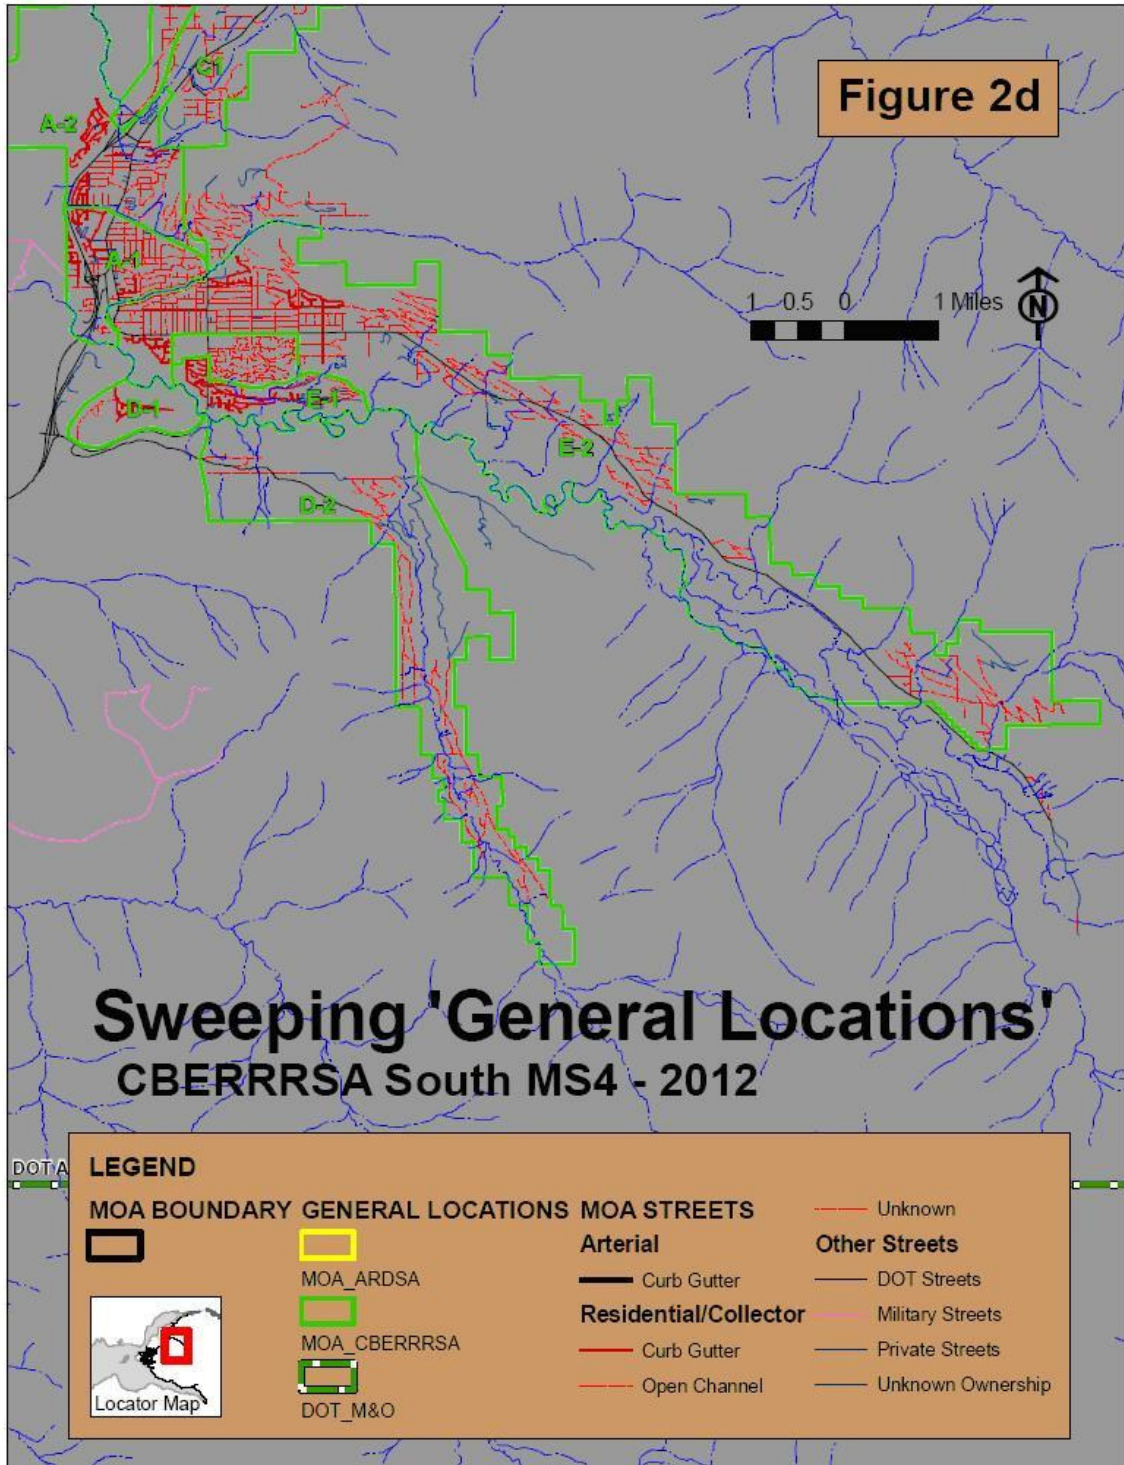 Figure 2d
C1
A-2
A-1
1 0.5 0 1 Miles
N
D-1
E-1
E-2
D-2
Sweeping 'General Locations'
CBERRRSA South MS4 - 2012
DOT A
LEGEND
MOA BOUNDARY
GENERAL LOCATIONS
MOA_ARDSA
MOA_CBERRRSA
DOT_M&O
MOA STREETS
Arterial
Curb Gutter
Residential/Collector
Curb Gutter
Open Channel
Unknown
Other Streets
DOT Streets
Military Streets
Private Streets
Unknown Ownership
Locator Map